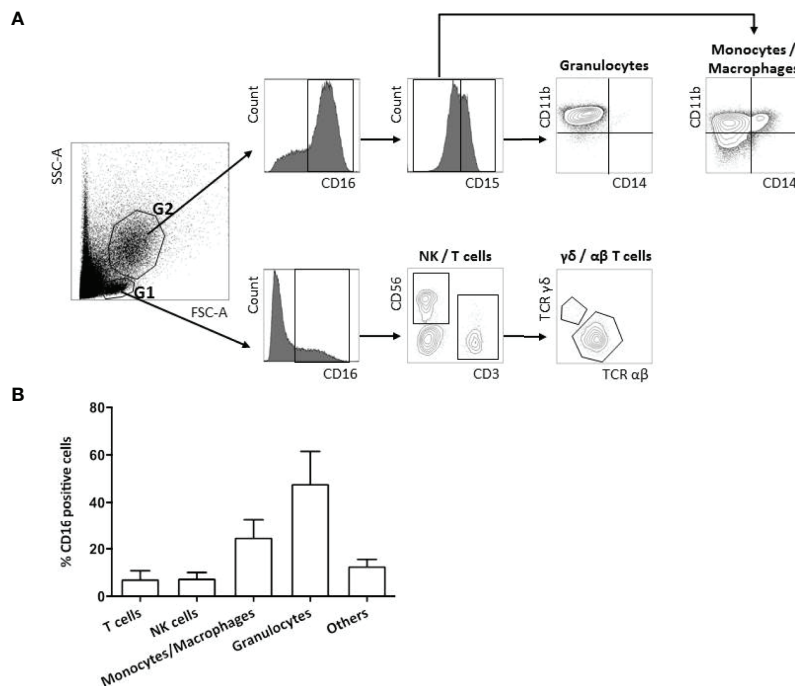 A
Granulocytes
Monocytes /
Macrophages
Count
CD16
Count
CD15
CD11b
CD14
CD11b
CD14
SSC-A
G2
G1
FSC-A
NK / T cells
γδ / αβ T cells
Count
CD16
CD56
CD3
TCR γδ
TCR αβ
B
% CD16 positive cells
80
60
40
20
0
T cells
NK cells
Monocytes/Macrophages
Granulocytes
Others